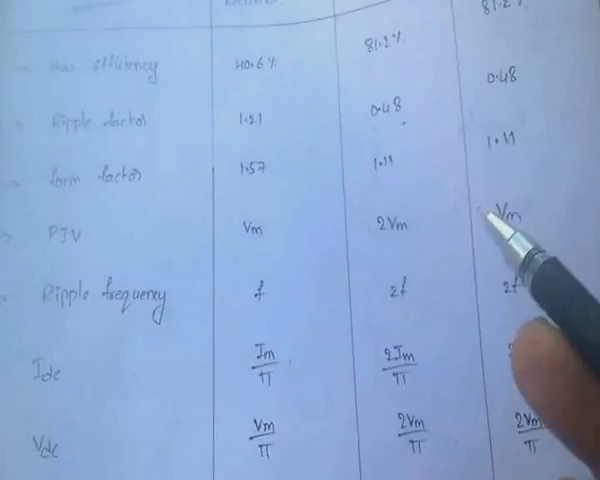 81.2%
max efficiency 40.6% 81.2%
Ripple factor 1.21 0.48 0.48
form factor 1.57 1.11 1.11
PIV Vm 2Vm Vm
Ripple frequency f 2f 2f
Idc Im/π 2Im/π
Vdc Vm/π 2Vm/π 2Vm/π